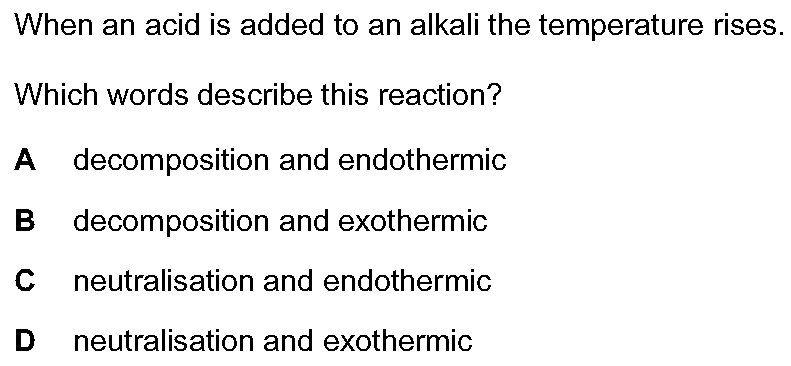 When an acid is added to an alkali the temperature rises.
Which words describe this reaction?
A decomposition and endothermic
B decomposition and exothermic
C neutralisation and endothermic
D neutralisation and exothermic